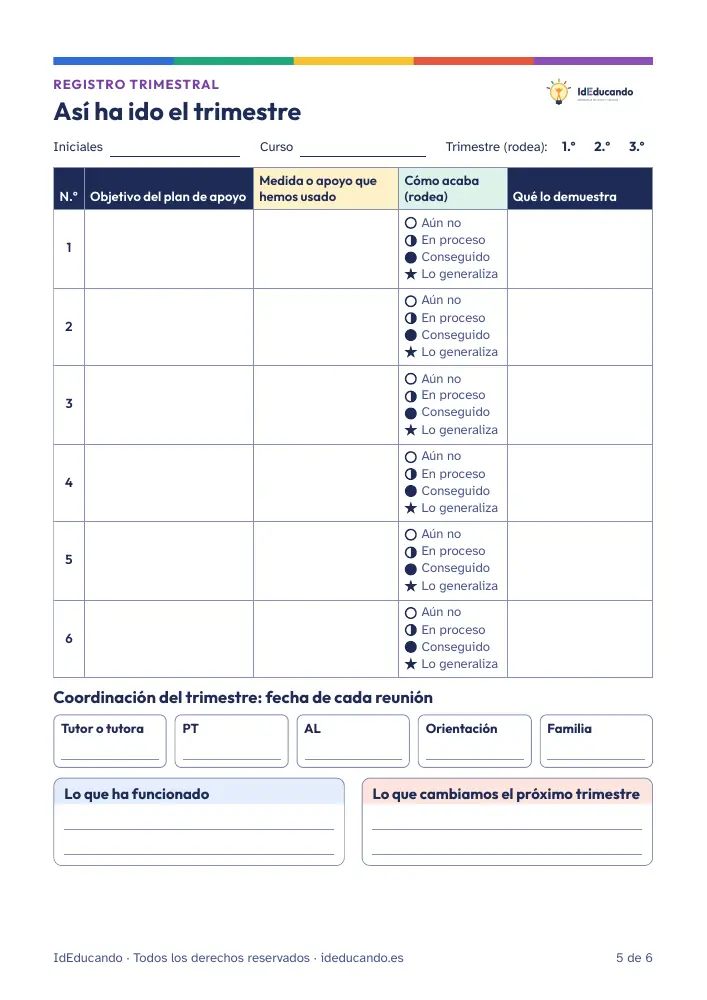 REGISTRO TRIMESTRAL
IdEducando
Así ha ido el trimestre
Iniciales Curso Trimestre (rodea): 1.º 2.º 3.º
N.º Objetivo del plan de apoyo Medida o apoyo que hemos usado Cómo acaba (rodea) Qué lo demuestra
1
Aún no
En proceso
Conseguido
Lo generaliza
2
Aún no
En proceso
Conseguido
Lo generaliza
3
Aún no
En proceso
Conseguido
Lo generaliza
4
Aún no
En proceso
Conseguido
Lo generaliza
5
Aún no
En proceso
Conseguido
Lo generaliza
6
Aún no
En proceso
Conseguido
Lo generaliza
Coordinación del trimestre: fecha de cada reunión
Tutor o tutora PT AL Orientación Familia
Lo que ha funcionado Lo que cambiamos el próximo trimestre
IdEducando · Todos los derechos reservados · ideducando.es 5 de 6